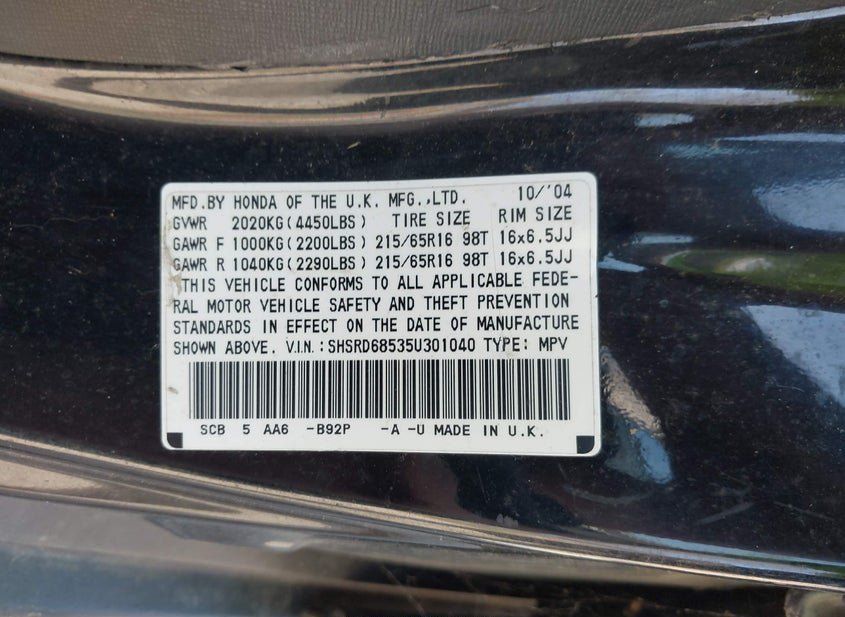 MFD.BY HONDA OF THE U.K. MFG.,LTD. 10/'04
GVWR 2020KG(4450LBS) TIRE SIZE RIM SIZE
GAWR F 1000KG(2200LBS) 215/65R16 98T 16x6.5JJ
GAWR R 1040KG(2290LBS) 215/65R16 98T 16x6.5JJ
THIS VEHICLE CONFORMS TO ALL APPLICABLE FEDE-
RAL MOTOR VEHICLE SAFETY AND THEFT PREVENTION
STANDARDS IN EFFECT ON THE DATE OF MANUFACTURE
SHOWN ABOVE. V.I.N.: SHSRD68535U301040 TYPE: MPV
SCB 5 AA6 -B92P -A -U MADE IN U.K.